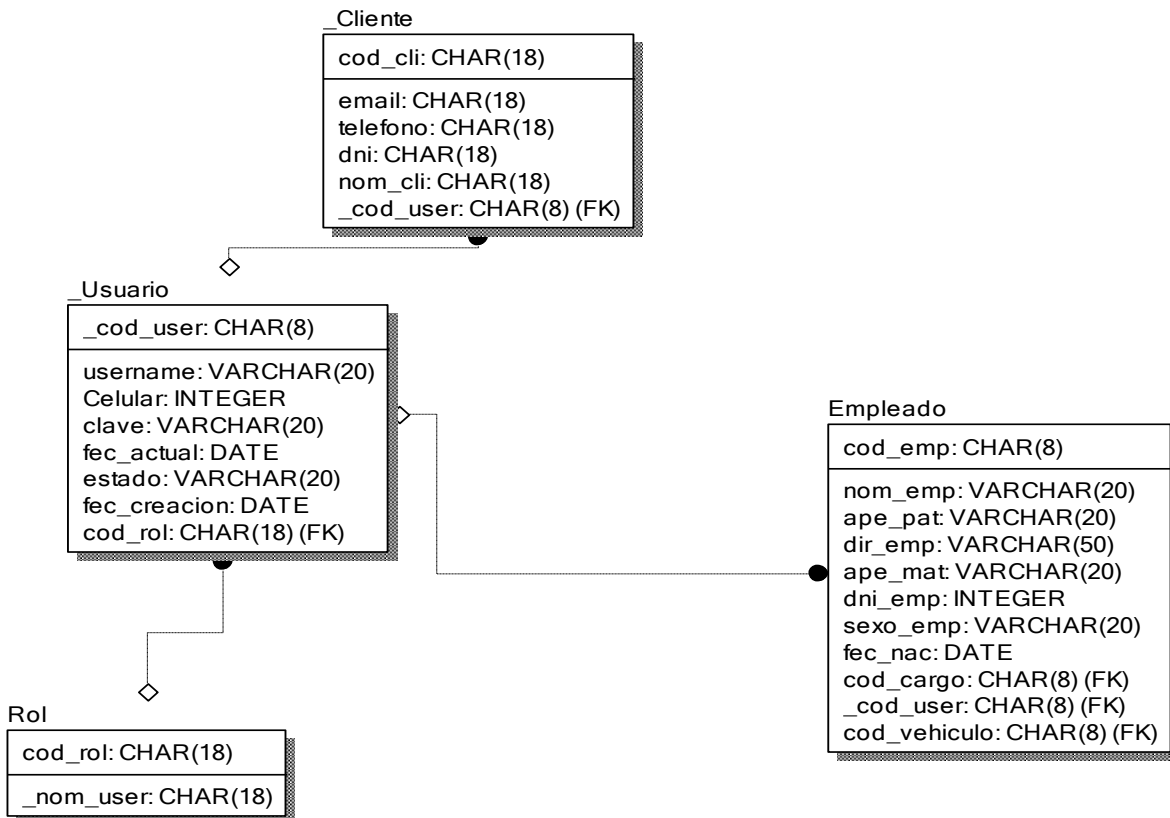 _Cliente
cod_cli: CHAR(18)
email: CHAR(18)
telefono: CHAR(18)
dni: CHAR(18)
nom_cli: CHAR(18)
_cod_user: CHAR(8) (FK)
_Usuario
_cod_user: CHAR(8)
username: VARCHAR(20)
Celular: INTEGER
clave: VARCHAR(20)
fec_actual: DATE
estado: VARCHAR(20)
fec_creacion: DATE
cod_rol: CHAR(18) (FK)
Empleado
cod_emp: CHAR(8)
nom_emp: VARCHAR(20)
ape_pat: VARCHAR(20)
dir_emp: VARCHAR(50)
ape_mat: VARCHAR(20)
dni_emp: INTEGER
sexo_emp: VARCHAR(20)
fec_nac: DATE
cod_cargo: CHAR(8) (FK)
_cod_user: CHAR(8) (FK)
cod_vehiculo: CHAR(8) (FK)
Rol
cod_rol: CHAR(18)
_nom_user: CHAR(18)